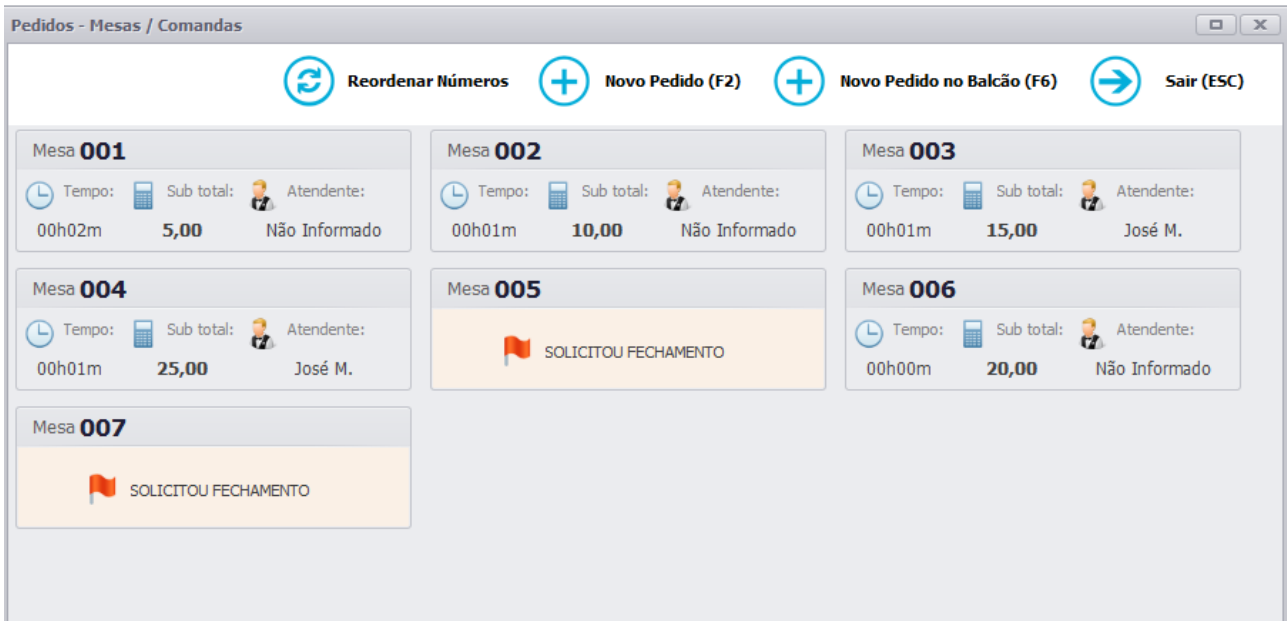 Pedidos - Mesas / Comandas
Reordenar Números Novo Pedido (F2) Novo Pedido no Balcão (F6) Sair (ESC)
Mesa 001
Tempo: Sub total: Atendente:
00h02m 5,00 Não Informado
Mesa 002
Tempo: Sub total: Atendente:
00h01m 10,00 Não Informado
Mesa 003
Tempo: Sub total: Atendente:
00h01m 15,00 José M.
Mesa 004
Tempo: Sub total: Atendente:
00h01m 25,00 José M.
Mesa 005
SOLICITOU FECHAMENTO
Mesa 006
Tempo: Sub total: Atendente:
00h00m 20,00 Não Informado
Mesa 007
SOLICITOU FECHAMENTO